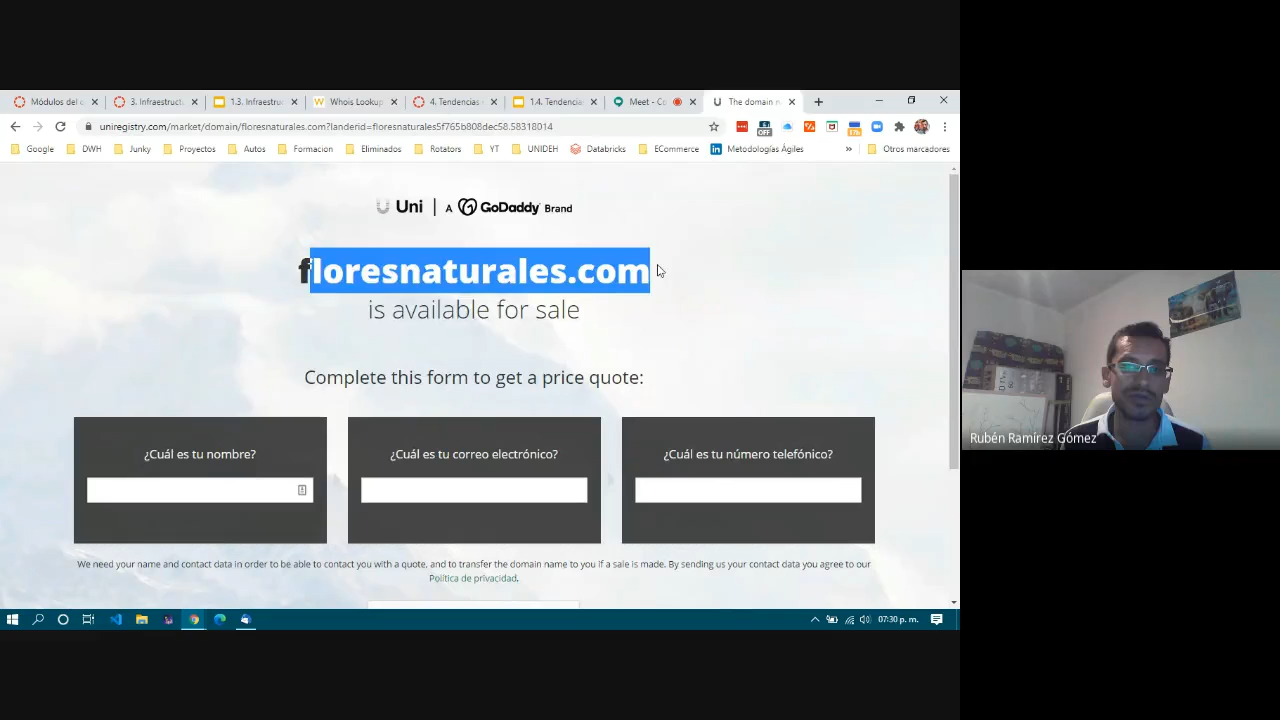 Módulos del c
3. Infraestruct
1.3. Infraestru
Whois Lookup
4. Tendencias
1.4. Tendencia
Meet - Co
The domain n
uniregistry.com/market/domain/floresnaturales.com?landerid=floresnaturales5f765b808dec58.58318014
OFF
Google DWH Junky Proyectos Autos Formacion Eliminados Rotators YT UNIDEH Databricks ECommerce Metodologías Ágiles » Otros marcadores
Uni | A GoDaddy Brand
floresnaturales.com
is available for sale
Complete this form to get a price quote:
¿Cuál es tu nombre?
¿Cuál es tu correo electrónico?
¿Cuál es tu número telefónico?
We need your name and contact data in order to be able to contact you with a quote, and to transfer the domain name to you if a sale is made. By sending us your contact data you agree to our
Política de privacidad.
07:30 p. m.
Rubén Ramírez Gómez